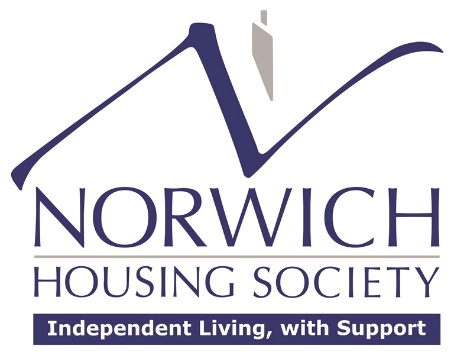 NORWICH
HOUSING SOCIETY
Independent Living, with Support